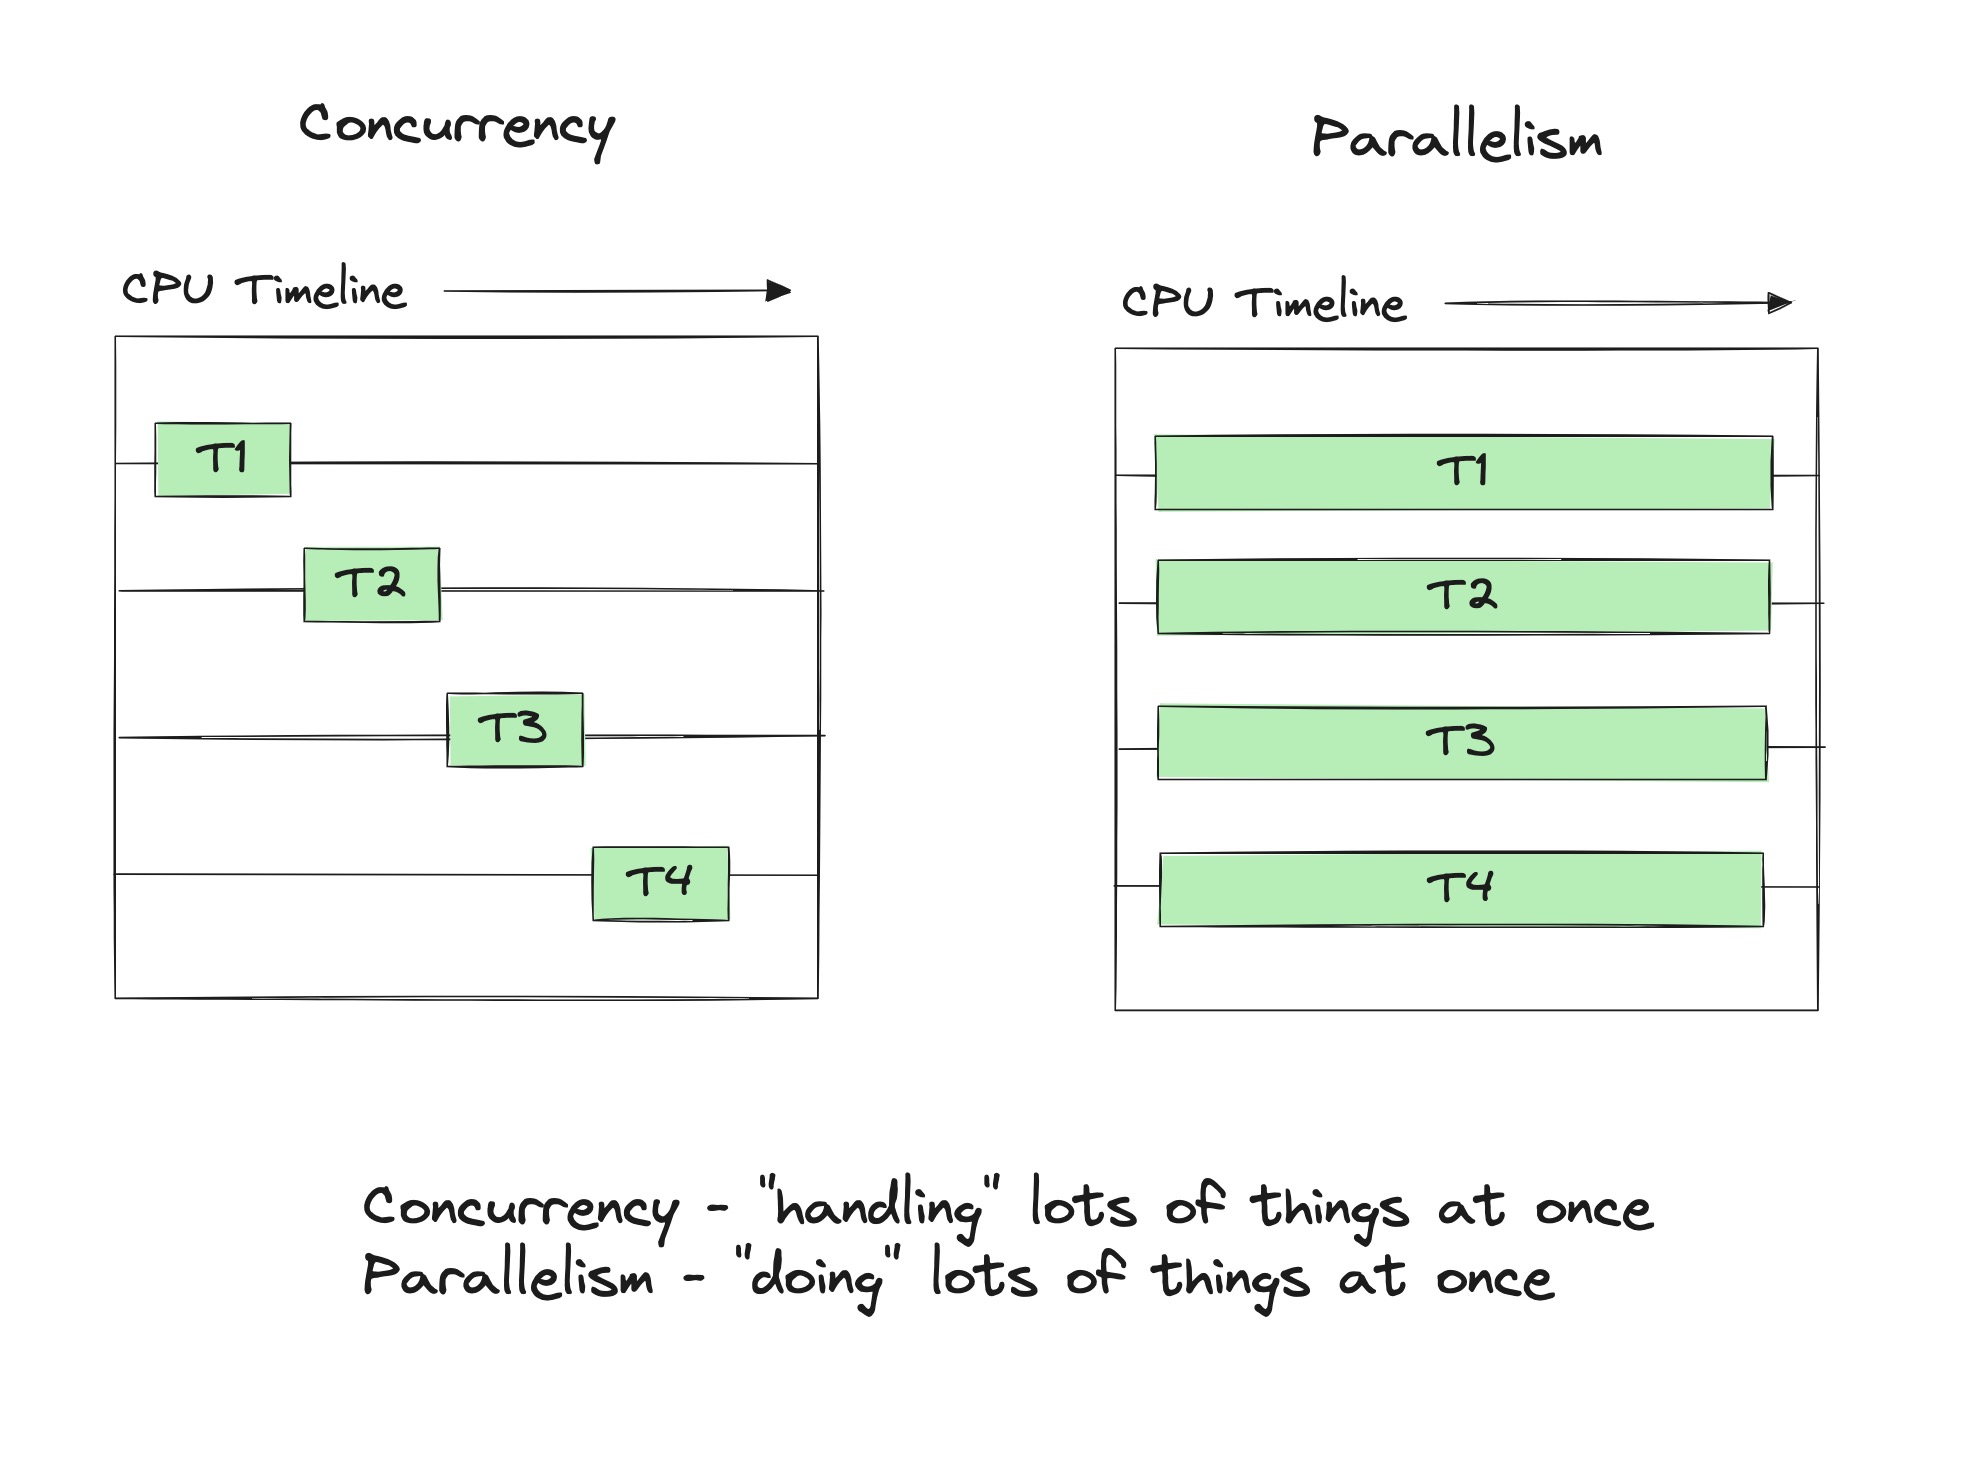 Concurrency
Parallelism
CPU Timeline
T1
T2
T3
T4
CPU Timeline
T1
T2
T3
T4
Concurrency - "handling" lots of things at once
Parallelism - "doing" lots of things at once